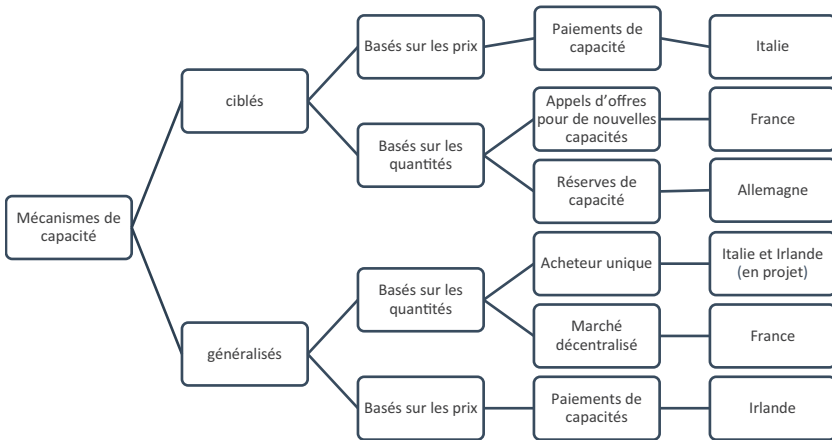 Mécanismes de
capacité
ciblés
Basés sur les prix
Paiements de
capacité
Italie
Basés sur les
quantités
Appels d'offres
pour de nouvelles
capacités
France
Réserves de
capacité
Allemagne
généralisés
Basés sur les
quantités
Acheteur unique
Italie et Irlande
(en projet)
Marché
décentralisé
France
Basés sur les prix
Paiements de
capacités
Irlande